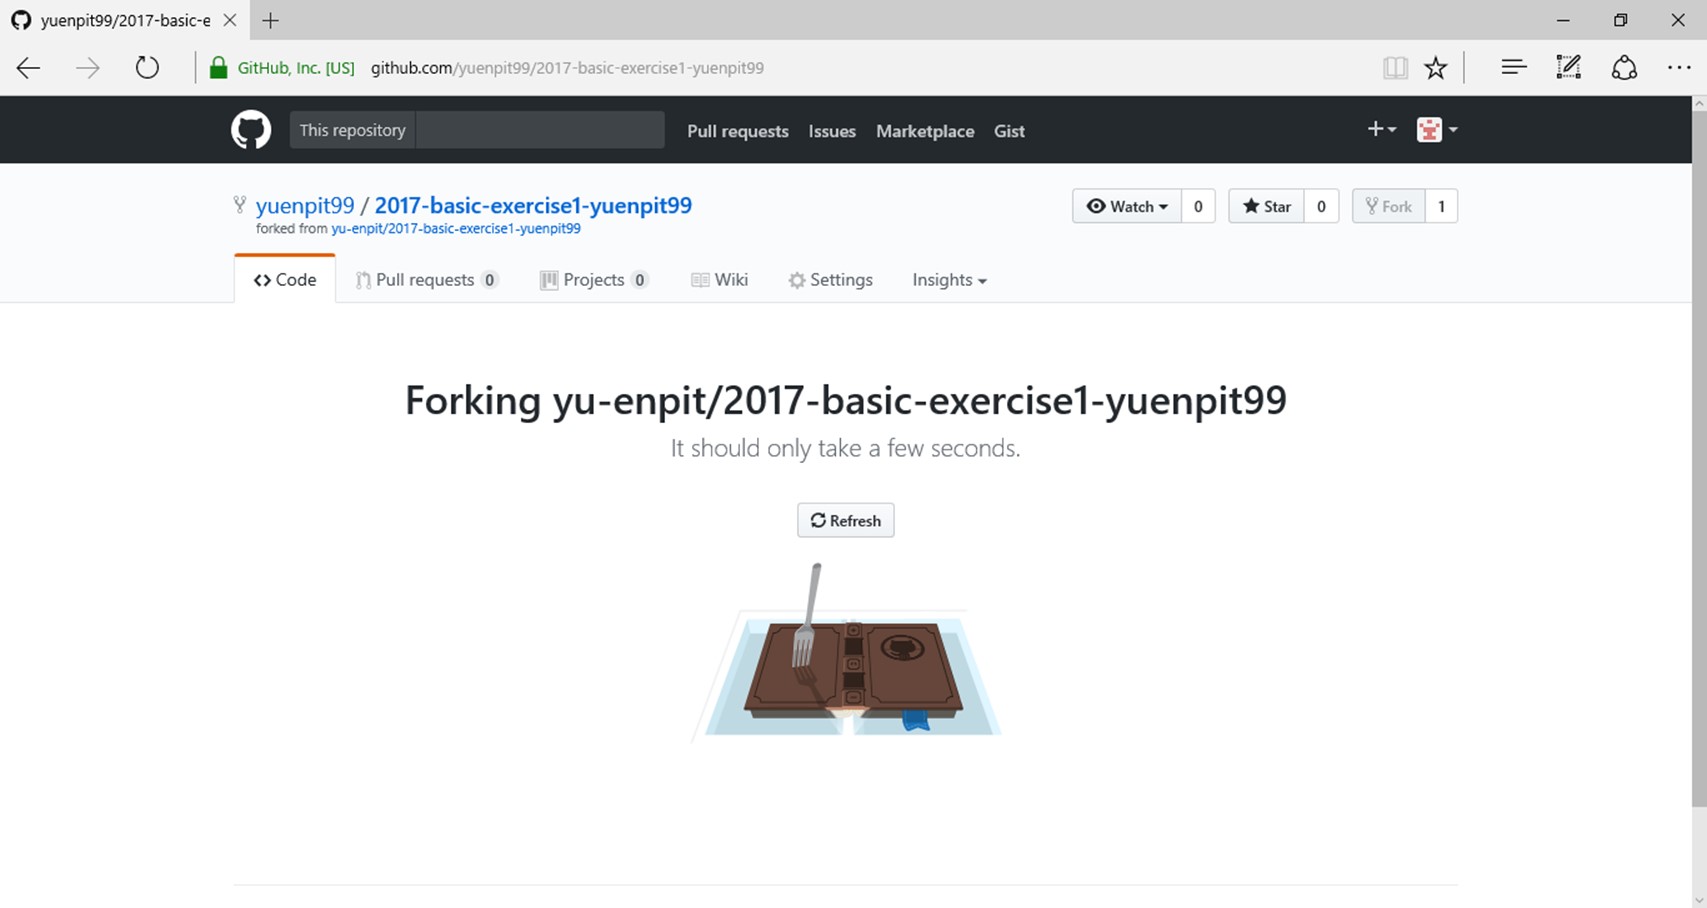 yuenpit99/2017-basic-e
GitHub, Inc. [US] github.com/yuenpit99/2017-basic-exercise1-yuenpit99
This repository Pull requests Issues Marketplace Gist
yuenpit99 / 2017-basic-exercise1-yuenpit99 Watch 0 Star 0 Fork 1
forked from yu-enpit/2017-basic-exercise1-yuenpit99
Code Pull requests 0 Projects 0 Wiki Settings Insights
Forking yu-enpit/2017-basic-exercise1-yuenpit99
It should only take a few seconds.
Refresh